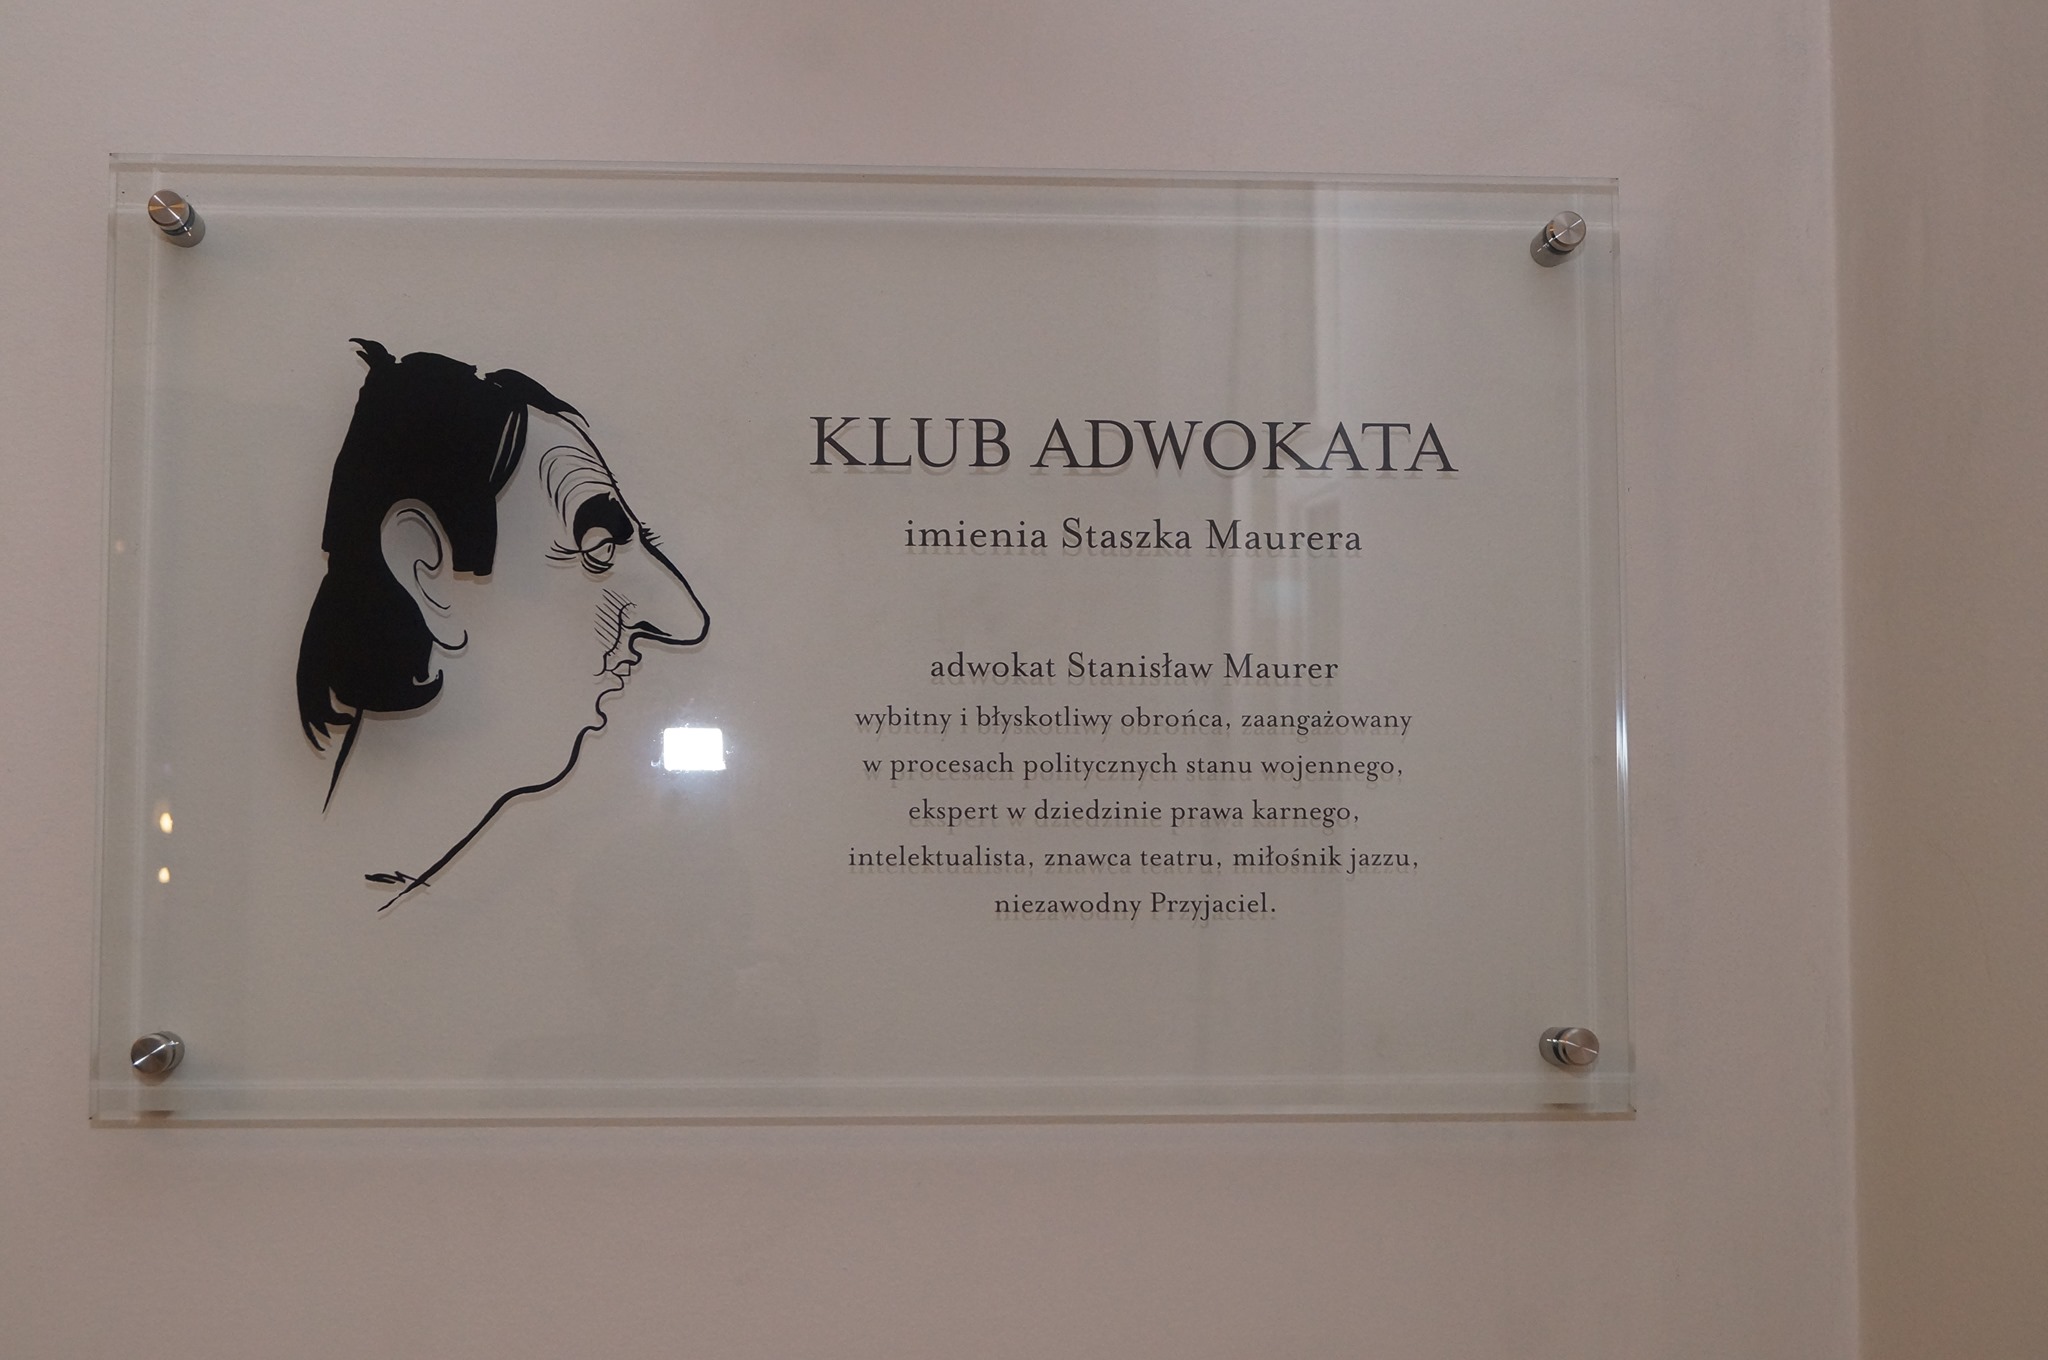 KLUB ADWOKATA
imienia Staszka Maurera
adwokat Stanisław Maurer
wybitny i błyskotliwy obrońca, zaangażowany
w procesach politycznych stanu wojennego,
ekspert w dziedzinie prawa karnego,
intelektualista, znawca teatru, miłośnik jazzu,
niezawodny Przyjaciel.